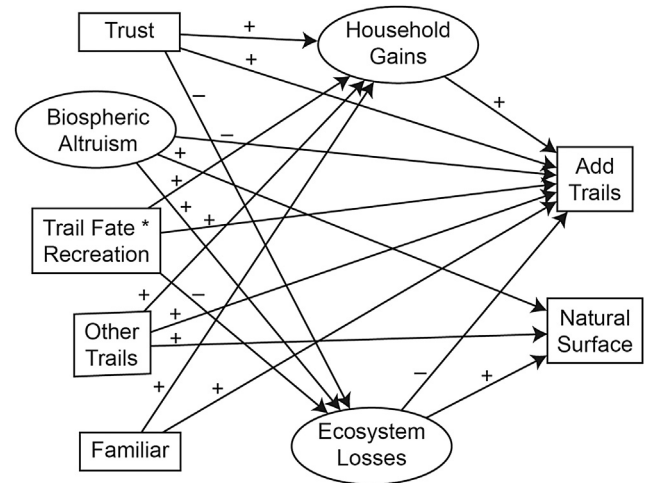 Trust
Household
Gains
Biospheric
Altruism
Add
Trails
Trail Fate *
Recreation
Other
Trails
Natural
Surface
Familiar
Ecosystem
Losses
+
+
–
–
+
+
+
+
+
+
–
+
+
+
+
–
+